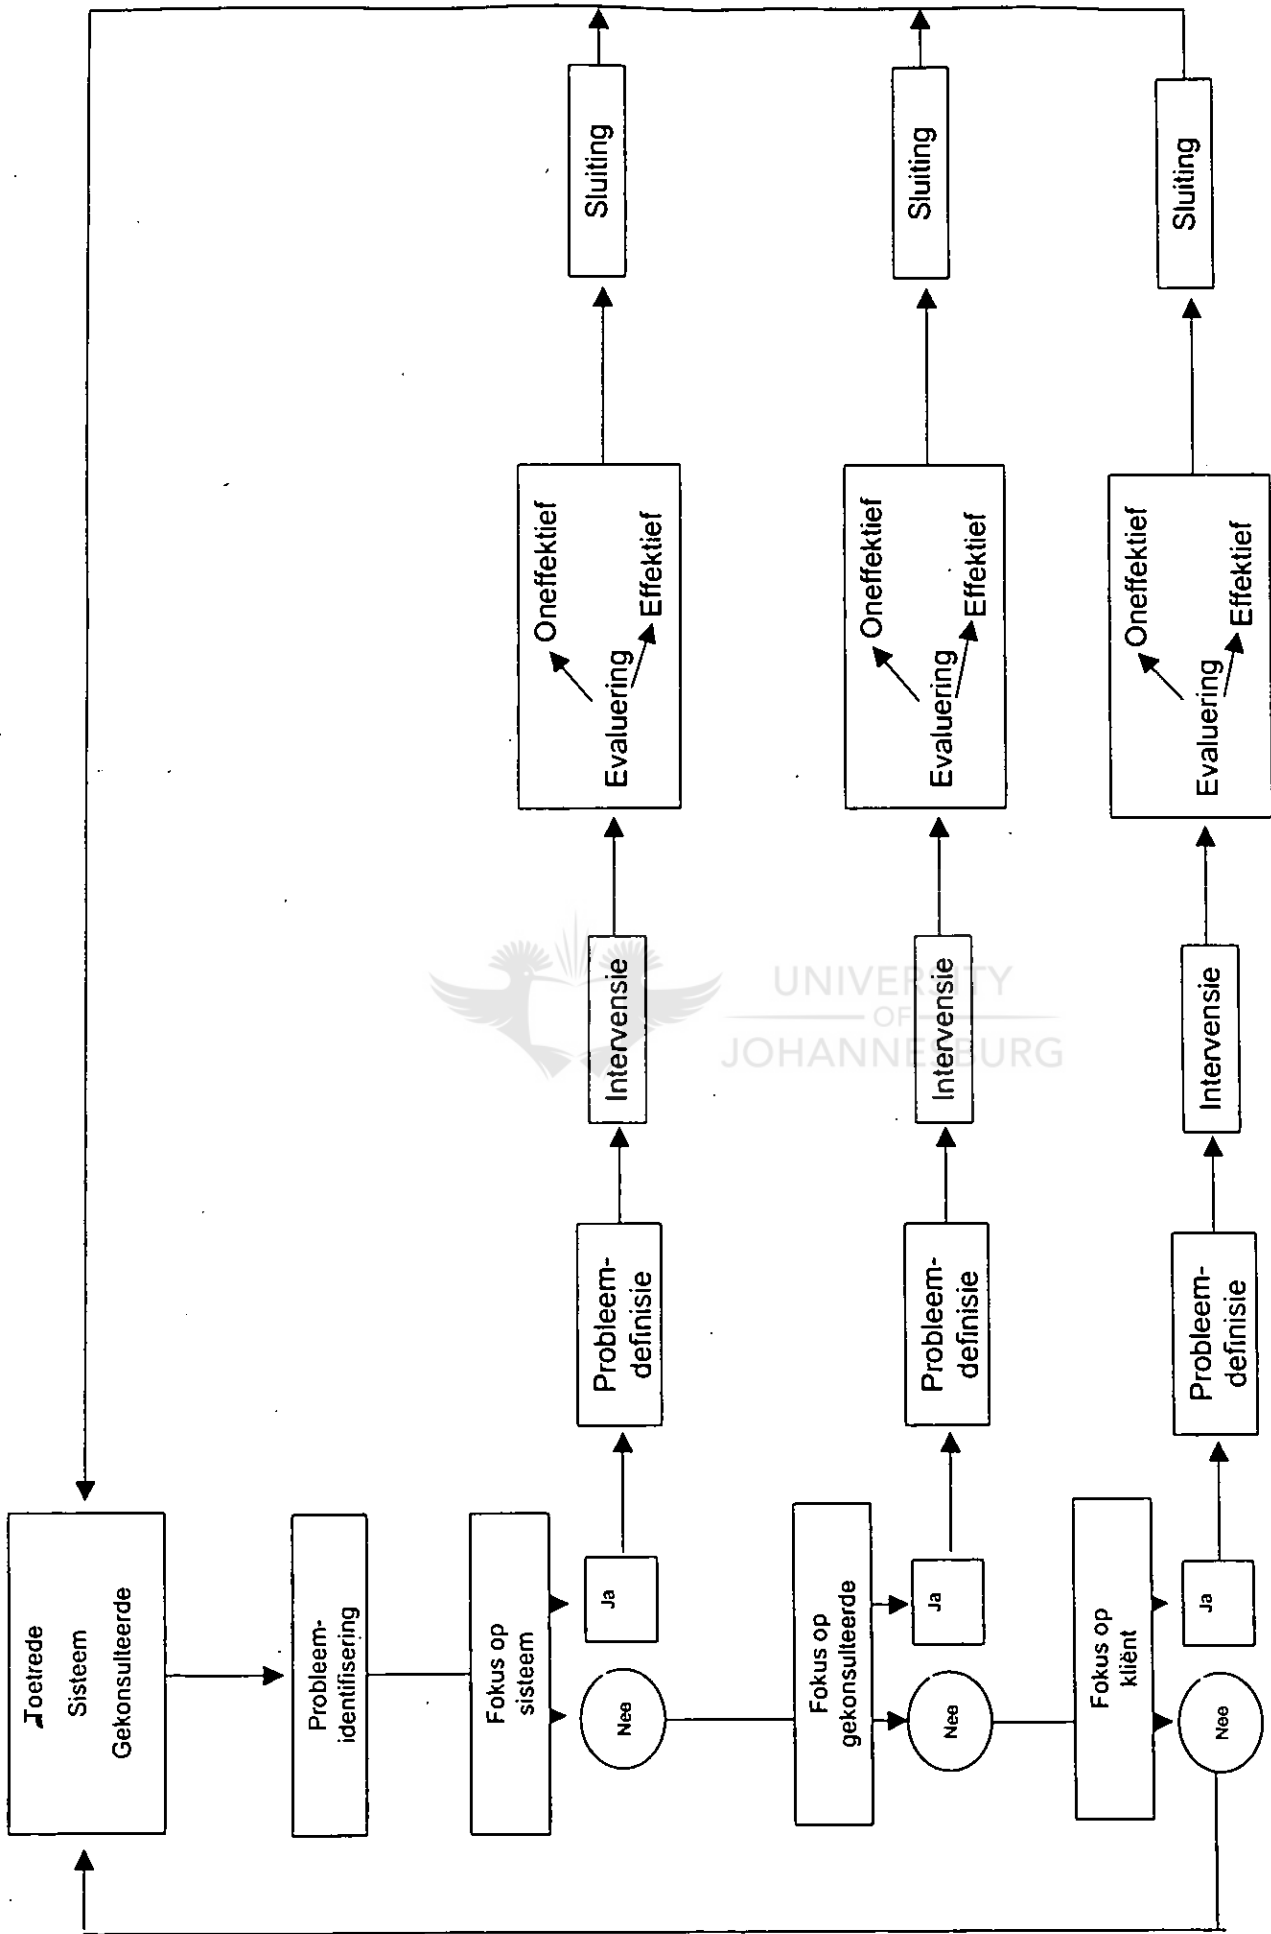 Toetrede
Sisteem
Gekonsulteerde
Probleem-
identifisering
Fokus op
sisteem
Nee
Ja
Probleem-
definisie
Intervensie
Evaluering
Oneffektief
Effektief
Sluiting
Fokus op
gekonsulteerde
Nee
Ja
Probleem-
definisie
Intervensie
Evaluering
Oneffektief
Effektief
Sluiting
Fokus op
kliënt
Nee
Ja
Probleem-
definisie
Intervensie
Evaluering
Oneffektief
Effektief
Sluiting
UNIVERSITY
OF
JOHANNESBURG